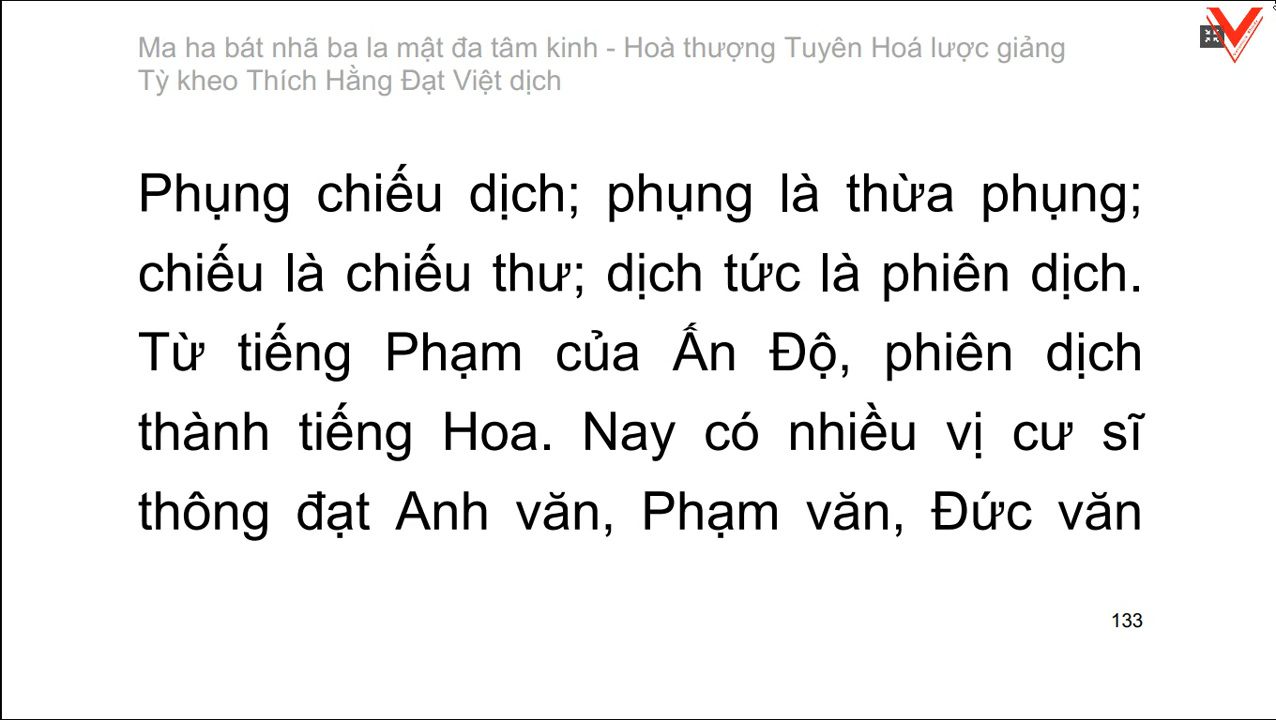 Ma ha bát nhã ba la mật đa tâm kinh - Hoà thượng Tuyên Hoá lược giảng
Tỳ kheo Thích Hằng Đạt Việt dịch
Phụng chiếu dịch; phụng là thừa phụng;
chiếu là chiếu thư; dịch tức là phiên dịch.
Từ tiếng Phạm của Ấn Độ, phiên dịch
thành tiếng Hoa. Nay có nhiều vị cư sĩ
thông đạt Anh văn, Phạm văn, Đức văn
133